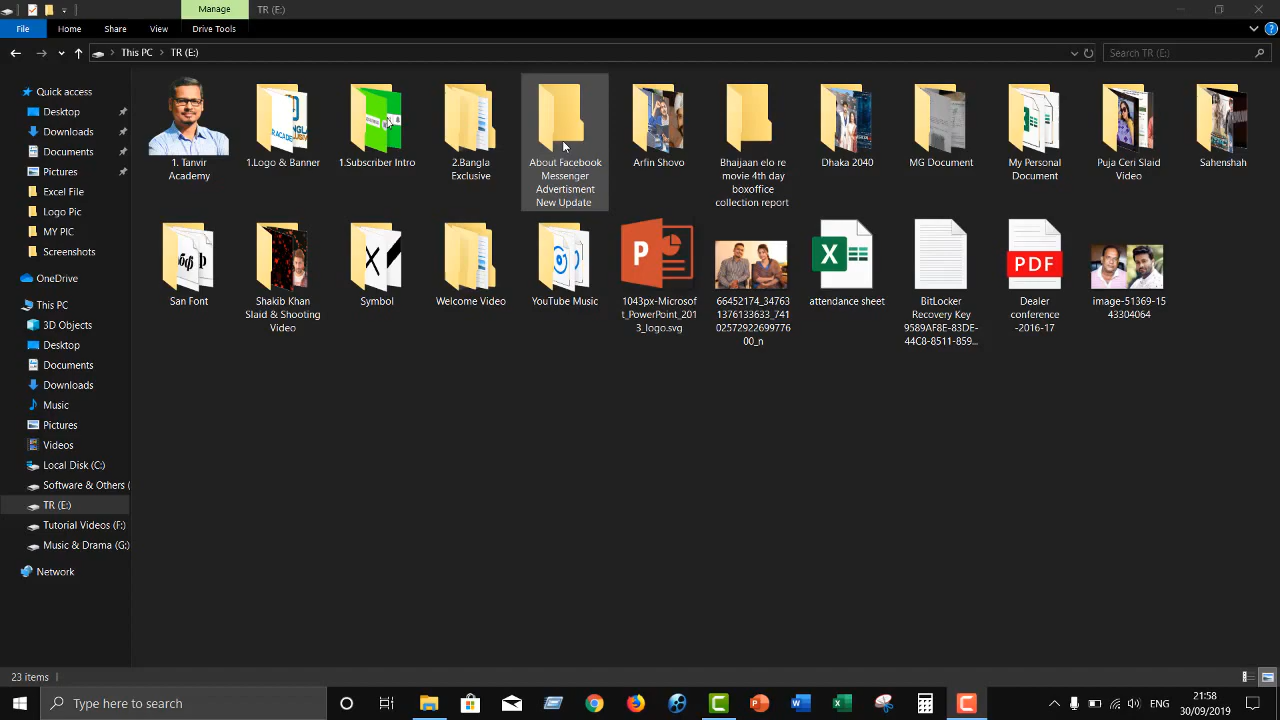 Manage
TR (E:)
File
Home
Share
View
Drive Tools
This PC
TR (E:)
Search TR (E:)
Quick access
Desktop
Downloads
Documents
Pictures
Excel File
Logo Pic
MY PIC
Screenshots
OneDrive
This PC
3D Objects
Desktop
Documents
Downloads
Music
Pictures
Videos
Local Disk (C:)
Software & Others (
TR (E:)
Tutorial Videos (F:)
Music & Drama (G:)
Network
1. Tanvir
Academy
1.Logo & Banner
1.Subscriber Intro
2.Bangla
Exclusive
About Facebook
Messenger
Advertisment
New Update
Arfin Shovo
Bhaijaan elo re
movie 4th day
boxoffice
collection report
Dhaka 2040
MG Document
My Personal
Document
Puja Ceri Slaid
Video
Sahenshah
San Font
Shakib Khan
Slaid & Shooting
Video
Symbol
Welcome Video
YouTube Music
P
1043px-Microsof
t_PowerPoint_201
3_logo.svg
66452174_34763
1376133633_741
02572922699776
00_n
X
attendance sheet
BitLocker
Recovery Key
9589AF8E-83DE-
44C8-8511-859...
PDF
Dealer
conference
-2016-17
image-51369-15
43304064
23 items
Type here to search
ENG
21:58
30/09/2019